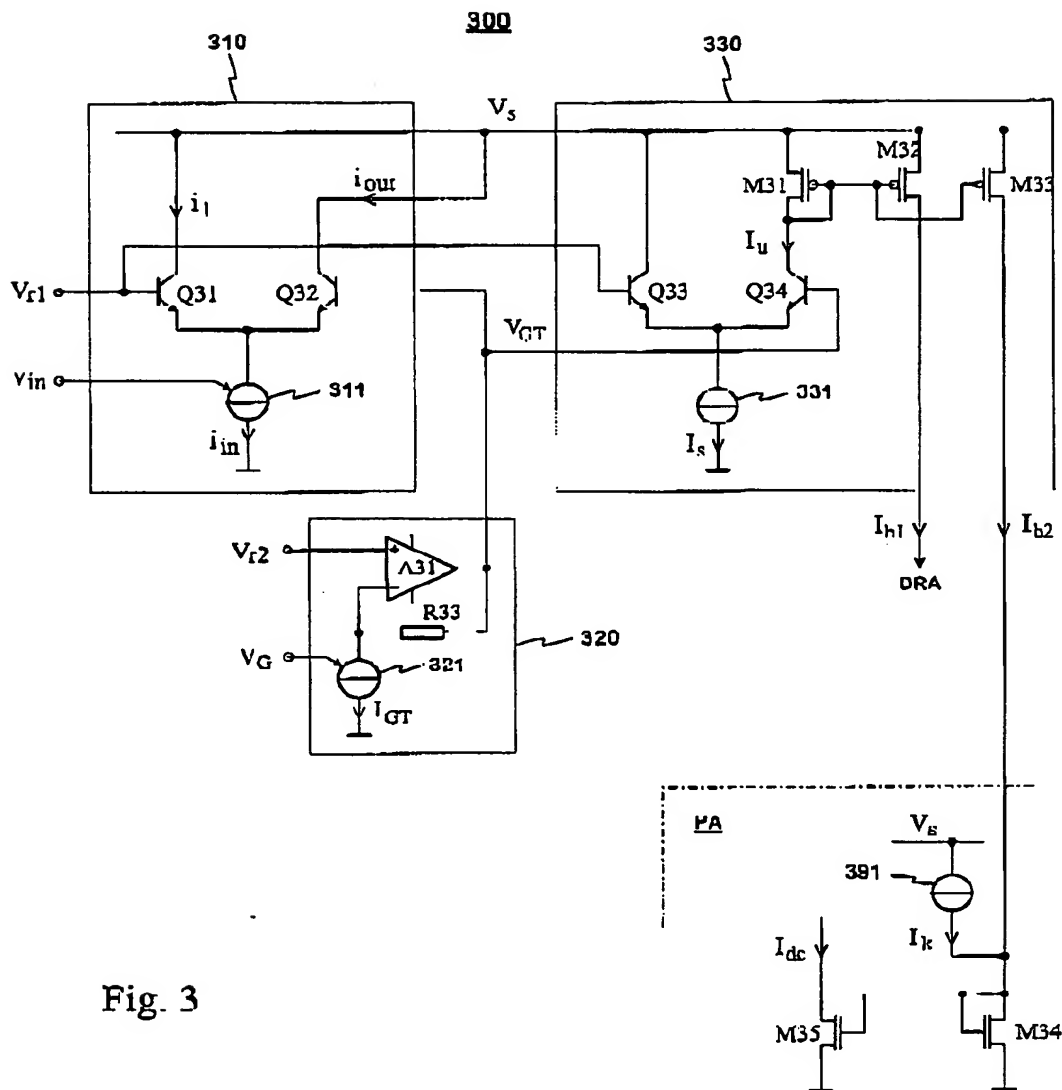 300
310
330
Vs
M32
M31
M33
iout
i1
Iu
Vr1
Q31
Q32
Q33
Q34
VGT
vin
311
331
iin
Is
Ib1
Ib2
Vr2
A31
DRA
R33
320
VG
321
IGT
PA
Vs
391
Idc
Ik
Fig. 3
M35
M34